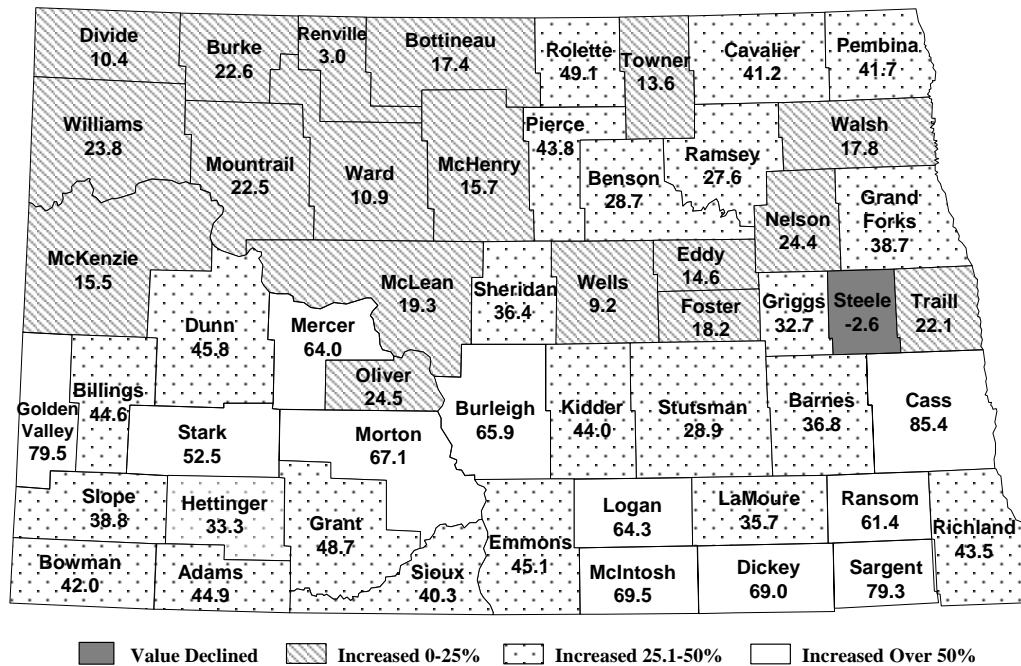 Divide
10.4
Burke
22.6
Renville
3.0
Bottineau
17.4
Rolette
49.1
Towner
13.6
Cavalier
41.2
Pembina
41.7
Williams
23.8
Mountrail
22.5
Ward
10.9
McHenry
15.7
Pierce
43.8
Benson
28.7
Ramsey
27.6
Walsh
17.8
Nelson
24.4
Grand
Forks
38.7
McKenzie
15.5
Dunn
45.8
Mercer
64.0
McLean
19.3
Sheridan
36.4
Wells
9.2
Eddy
14.6
Foster
18.2
Griggs
32.7
Steele
-2.6
Traill
22.1
Oliver
24.5
Golden
Valley
79.5
Billings
44.6
Stark
52.5
Morton
67.1
Burleigh
65.9
Kidder
44.0
Stutsman
28.9
Barnes
36.8
Cass
85.4
Slope
38.8
Hettinger
33.3
Grant
48.7
Emmons
45.1
Logan
64.3
LaMoure
35.7
Ransom
61.4
Richland
43.5
Bowman
42.0
Adams
44.9
Sioux
40.3
McIntosh
69.5
Dickey
69.0
Sargent
79.3
Value Declined
Increased 0-25%
Increased 25.1-50%
Increased Over 50%